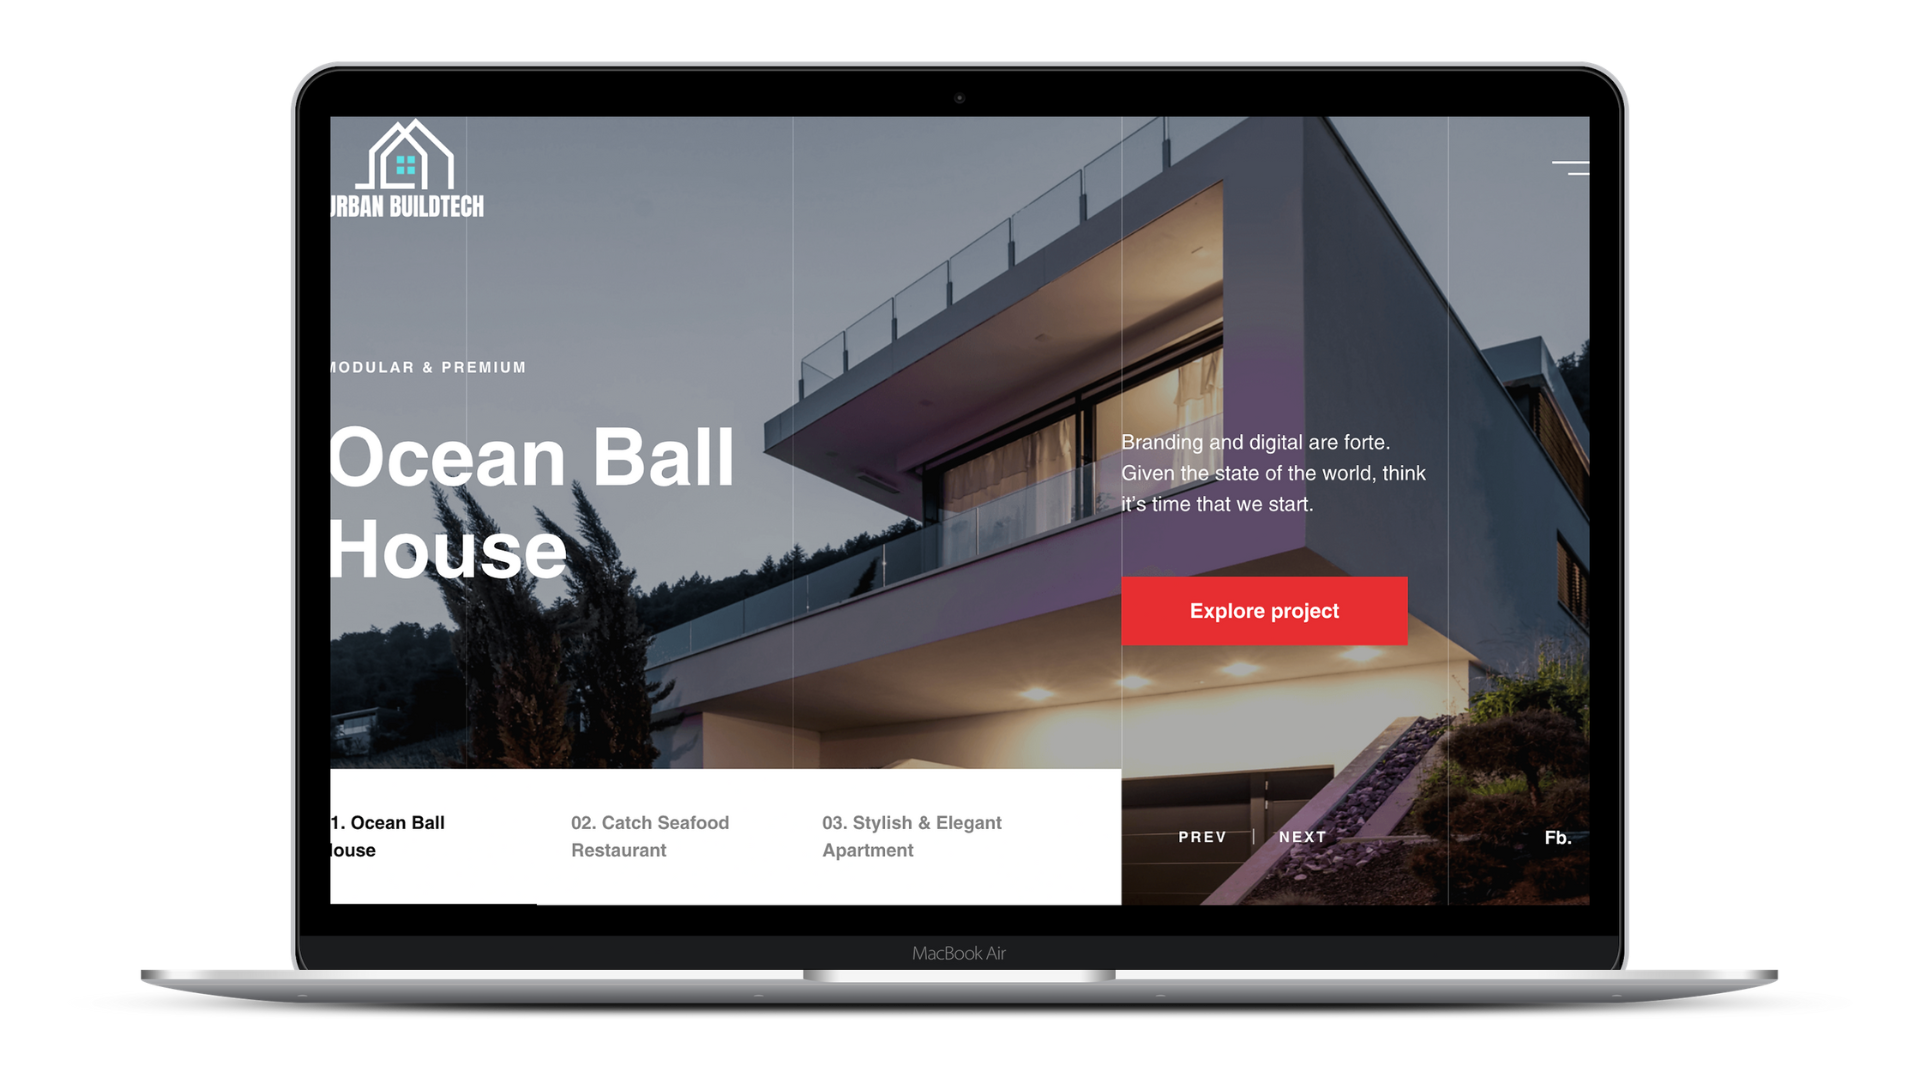 URBAN BUILDTECH
MODULAR & PREMIUM
Ocean Ball
House
Branding and digital are forte.
Given the state of the world, think
it's time that we start.
Explore project
1. Ocean Ball
House
02. Catch Seafood
Restaurant
03. Stylish & Elegant
Apartment
PREV | NEXT
Fb.
MacBook Air